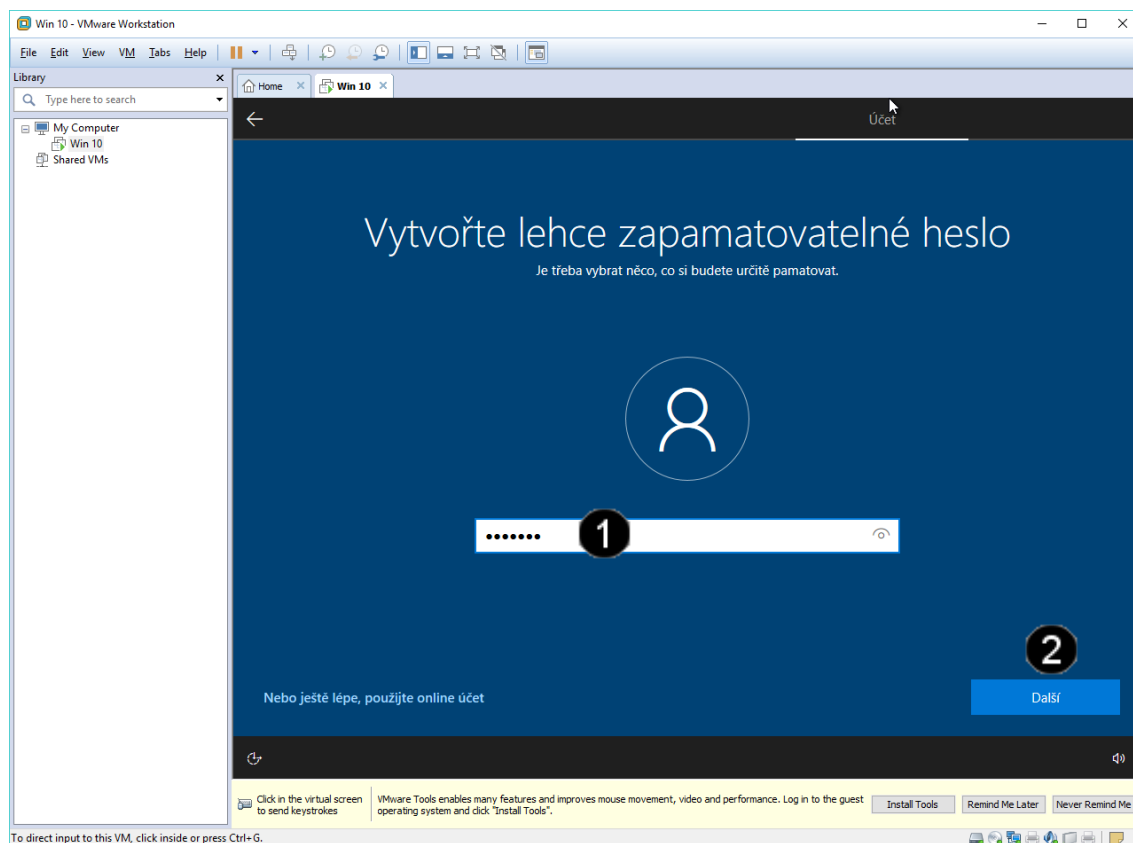 Win 10 - VMware Workstation
File Edit View VM Tabs Help
Library
Type here to search
My Computer
Win 10
Shared VMs
Home
Win 10
Účet
Vytvořte lehce zapamatovatelné heslo
Je třeba vybrat něco, co si budete určitě pamatovat.
1
2
Nebo ještě lépe, použijte online účet
Další
Click in the virtual screen
to send keystrokes
VMware Tools enables many features and improves mouse movement, video and performance. Log in to the guest
operating system and click "Install Tools".
Install Tools
Remind Me Later
Never Remind Me
To direct input to this VM, click inside or press Ctrl+G.